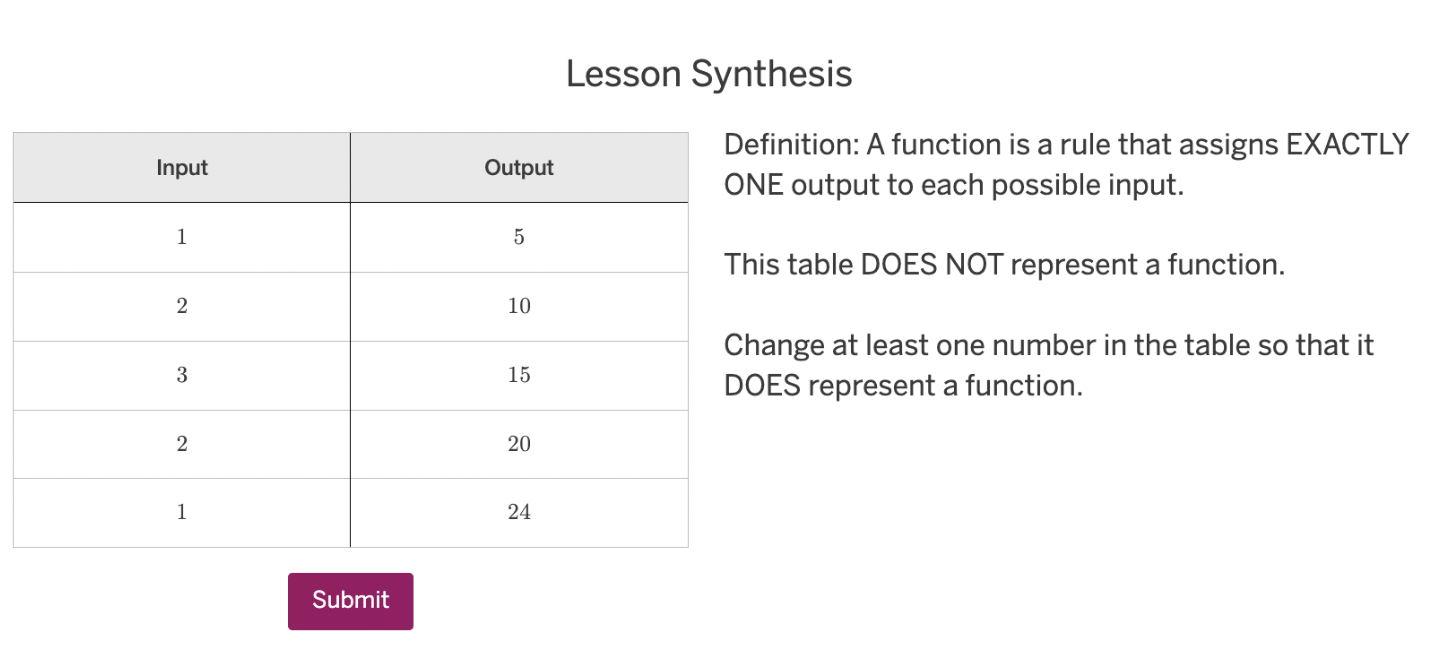 Lesson Synthesis
Input Output
1 5
2 10
3 15
2 20
1 24
Submit
Definition: A function is a rule that assigns EXACTLY
ONE output to each possible input.
This table DOES NOT represent a function.
Change at least one number in the table so that it
DOES represent a function.